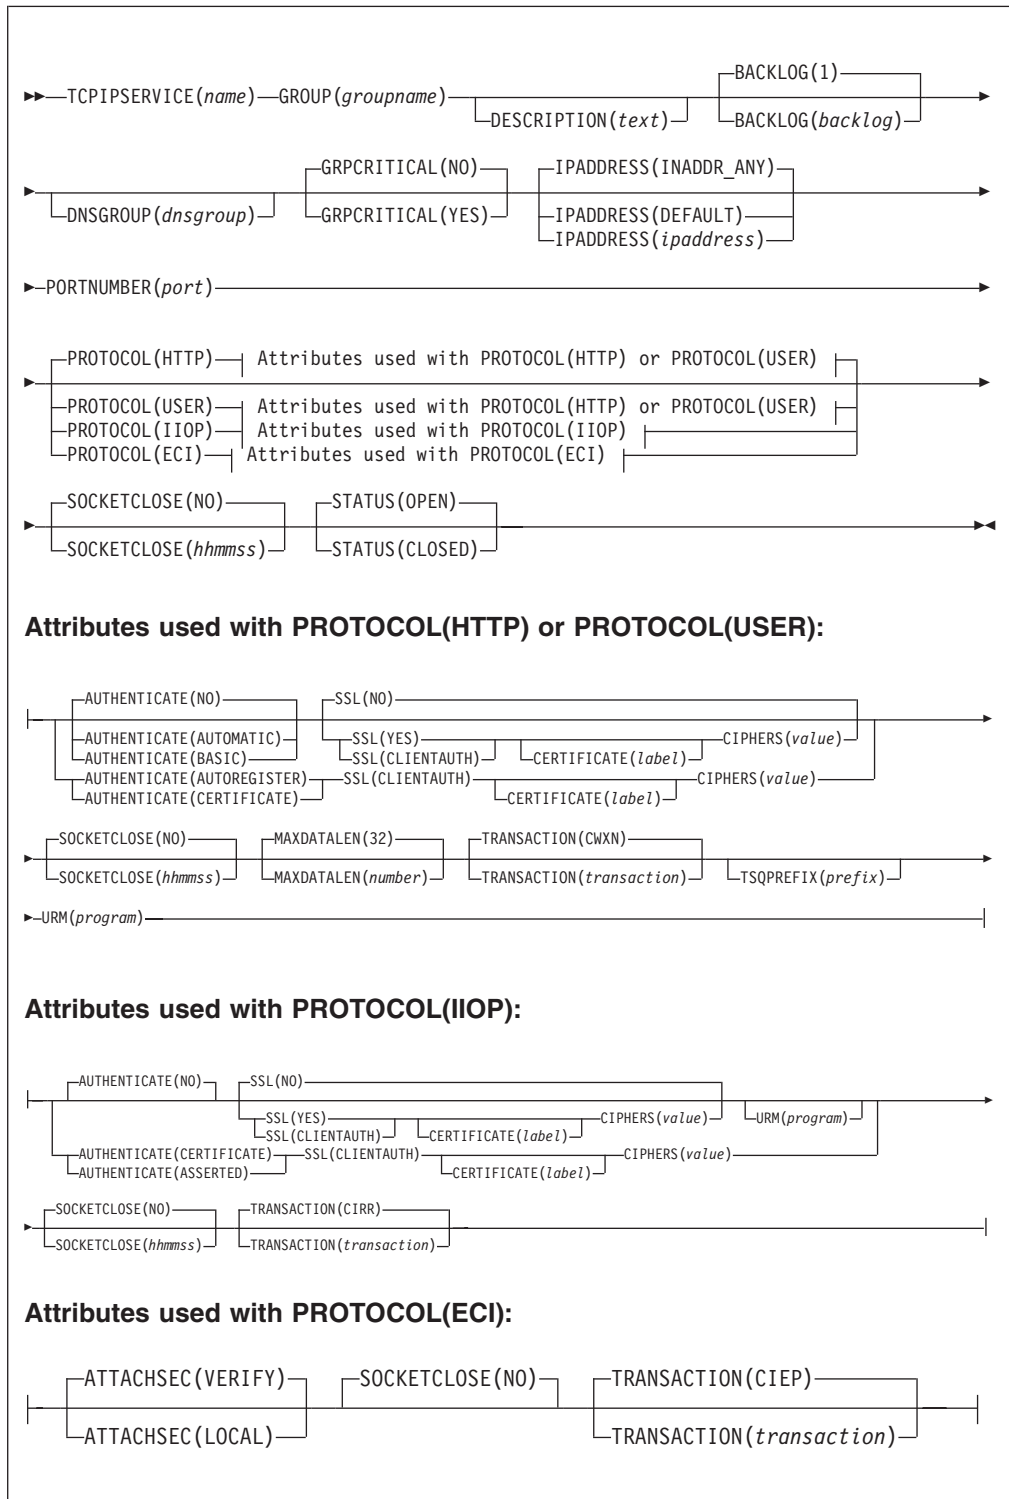 BACKLOG(1)
TCPIPSERVICE(name) GROUP(groupname)
DESCRIPTION(text) BACKLOG(backlog)
GRPCRITICAL(NO) IPADDRESS(INADDR_ANY)
DNSGROUP(dnsgroup) GRPCRITICAL(YES) IPADDRESS(DEFAULT)
IPADDRESS(ipaddress)
PORTNUMBER(port)
PROTOCOL(HTTP) Attributes used with PROTOCOL(HTTP) or PROTOCOL(USER)
PROTOCOL(USER) Attributes used with PROTOCOL(HTTP) or PROTOCOL(USER)
PROTOCOL(IIOP) Attributes used with PROTOCOL(IIOP)
PROTOCOL(ECI) Attributes used with PROTOCOL(ECI)
SOCKETCLOSE(NO) STATUS(OPEN)
SOCKETCLOSE(hhmmss) STATUS(CLOSED)
Attributes used with PROTOCOL(HTTP) or PROTOCOL(USER):
AUTHENTICATE(NO) SSL(NO)
AUTHENTICATE(AUTOMATIC) SSL(YES) CIPHERS(value)
AUTHENTICATE(BASIC) SSL(CLIENTAUTH) CERTIFICATE(label)
AUTHENTICATE(AUTOREGISTER) SSL(CLIENTAUTH) CIPHERS(value)
AUTHENTICATE(CERTIFICATE) CERTIFICATE(label)
SOCKETCLOSE(NO) MAXDATALEN(32) TRANSACTION(CWXN)
SOCKETCLOSE(hhmmss) MAXDATALEN(number) TRANSACTION(transaction) TSQPREFIX(prefix)
URM(program)
Attributes used with PROTOCOL(IIOP):
AUTHENTICATE(NO) SSL(NO)
SSL(YES) CIPHERS(value) URM(program)
SSL(CLIENTAUTH) CERTIFICATE(label)
AUTHENTICATE(CERTIFICATE) SSL(CLIENTAUTH) CIPHERS(value)
AUTHENTICATE(ASSERTED) CERTIFICATE(label)
SOCKETCLOSE(NO) TRANSACTION(CIRR)
SOCKETCLOSE(hhmmss) TRANSACTION(transaction)
Attributes used with PROTOCOL(ECI):
ATTACHSEC(VERIFY) SOCKETCLOSE(NO) TRANSACTION(CIEP)
ATTACHSEC(LOCAL) TRANSACTION(transaction)